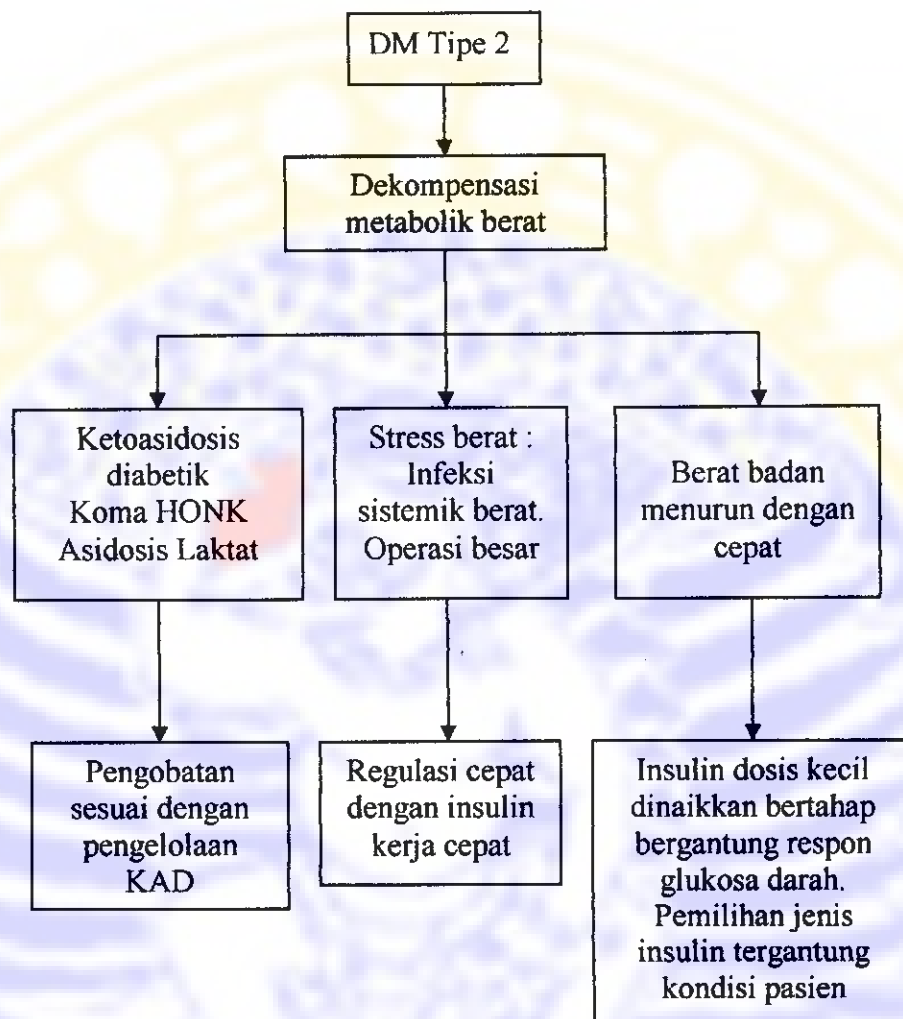 DM Tipe 2
Dekompensasi
metabolik berat
Ketoasidosis
diabetik
Koma HONK
Asidosis Laktat
Stress berat :
Infeksi
sistemik berat.
Operasi besar
Berat badan
menurun dengan
cepat
Pengobatan
sesuai dengan
pengelolaan
KAD
Regulasi cepat
dengan insulin
kerja cepat
Insulin dosis kecil
dinaikkan bertahap
bergantung respon
glukosa darah.
Pemilihan jenis
insulin tergantung
kondisi pasien